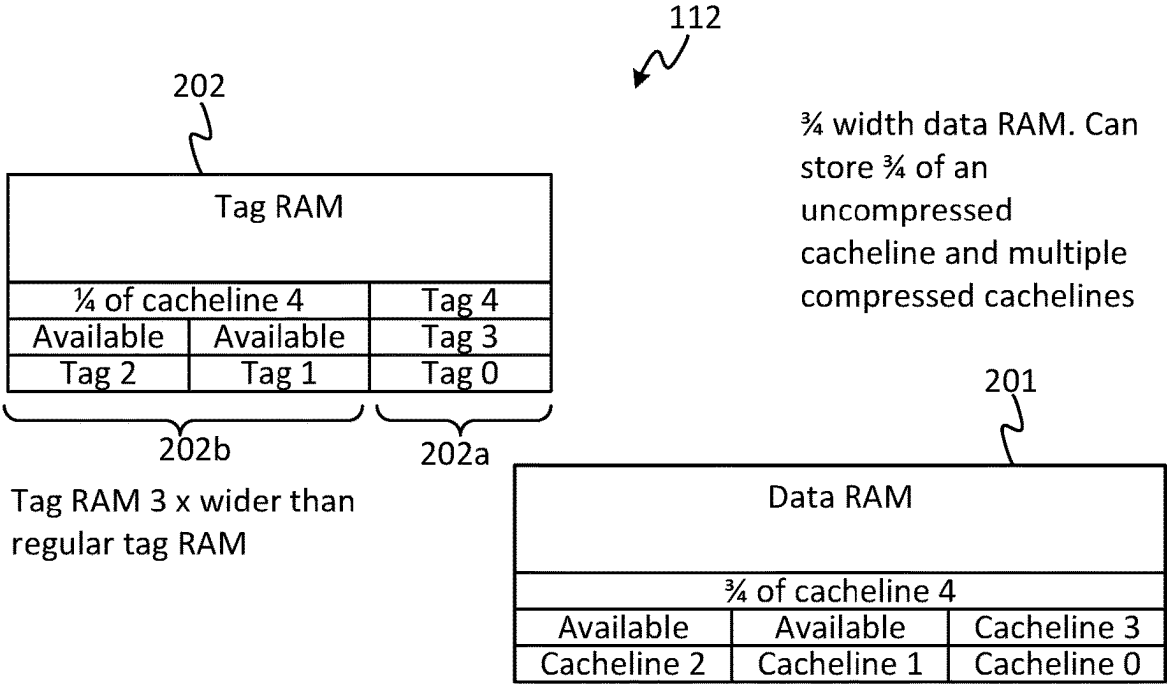 112
202
¾ width data RAM. Can
store ¾ of an
uncompressed
cacheline and multiple
compressed cachelines
Tag RAM
¼ of cacheline 4 Tag 4
Available Available Tag 3
Tag 2 Tag 1 Tag 0
202b 202a
Tag RAM 3 x wider than
regular tag RAM
201
Data RAM
¾ of cacheline 4
Available Available Cacheline 3
Cacheline 2 Cacheline 1 Cacheline 0